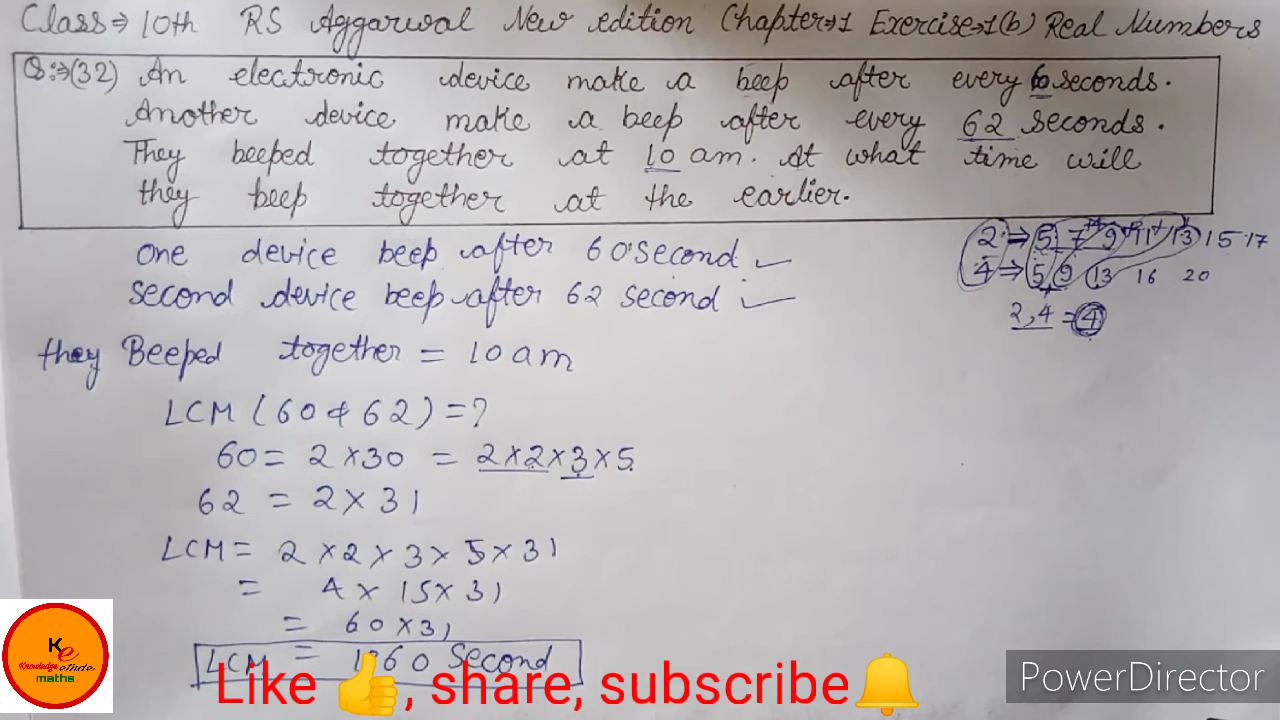 Class⇒ 10th RS Aggarwal New edition Chapter⇒1 Exercise⇒1(b) Real Numbers
Q:⇒(32) An electronic device make a beep after every 60 seconds.
Another device make a beep after every 62 seconds.
They beeped together at 10 am. At what time will
they beep together at the earlier.
One device beep after 60 second ✓
second device beep after 62 second ✓
they Beeped together = 10 am
LCM (60 & 62) = ?
60 = 2 × 30 = 2×2×3×5
62 = 2 × 31
LCM = 2 × 2 × 3 × 5 × 31
= 4 × 15 × 31
= 60 × 31
LCM = 1860 Second
2 ⇒ 5 7 9 11 13 15 17
4 ⇒ 5 9 13 16 20
2, 4 = 4
Ke
Knowledge etude
maths
Like 👍, share, subscribe🔔
PowerDirector